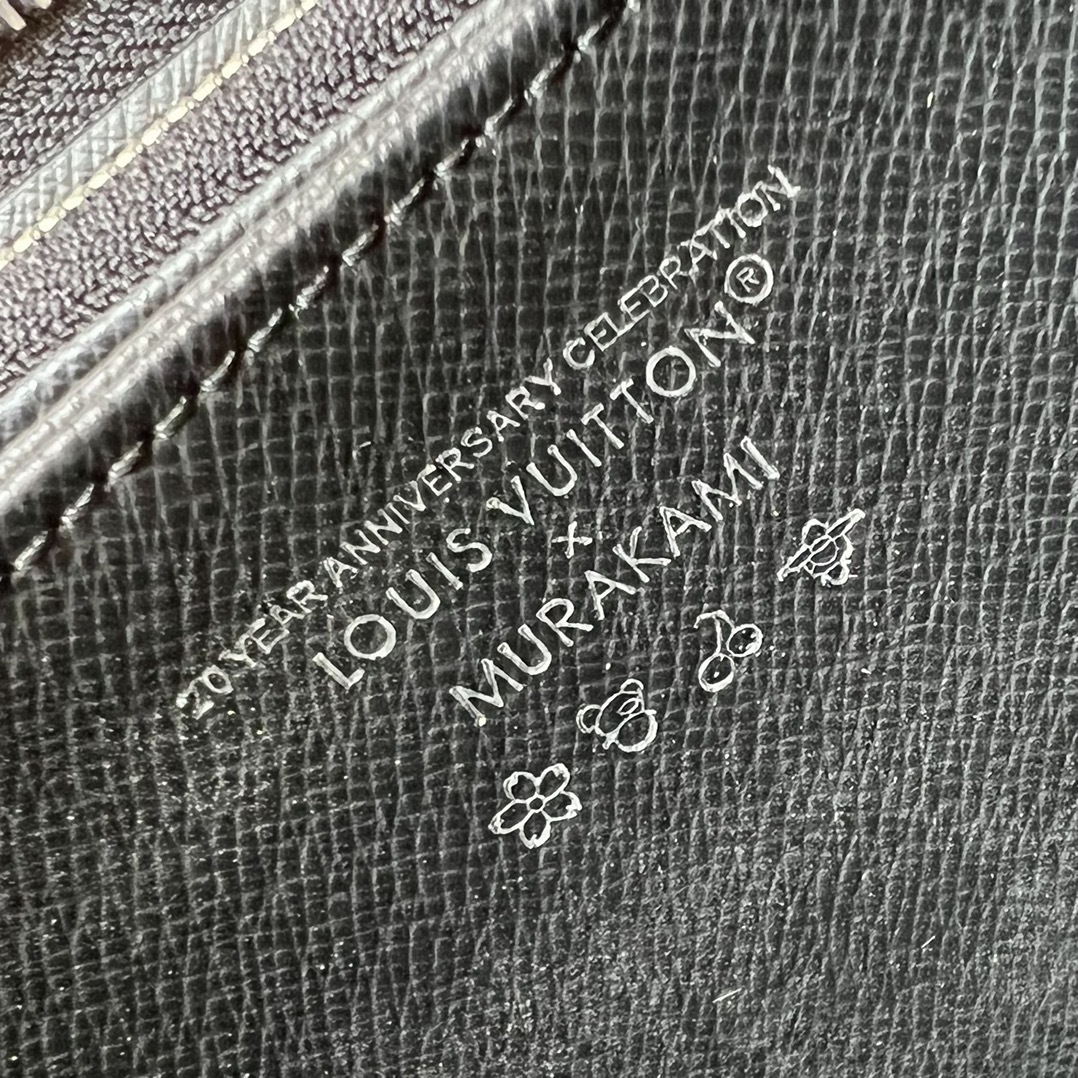 20 YEAR ANNIVERSARY CELEBRATION
LOUIS VUITTON®
×
MURAKAMI